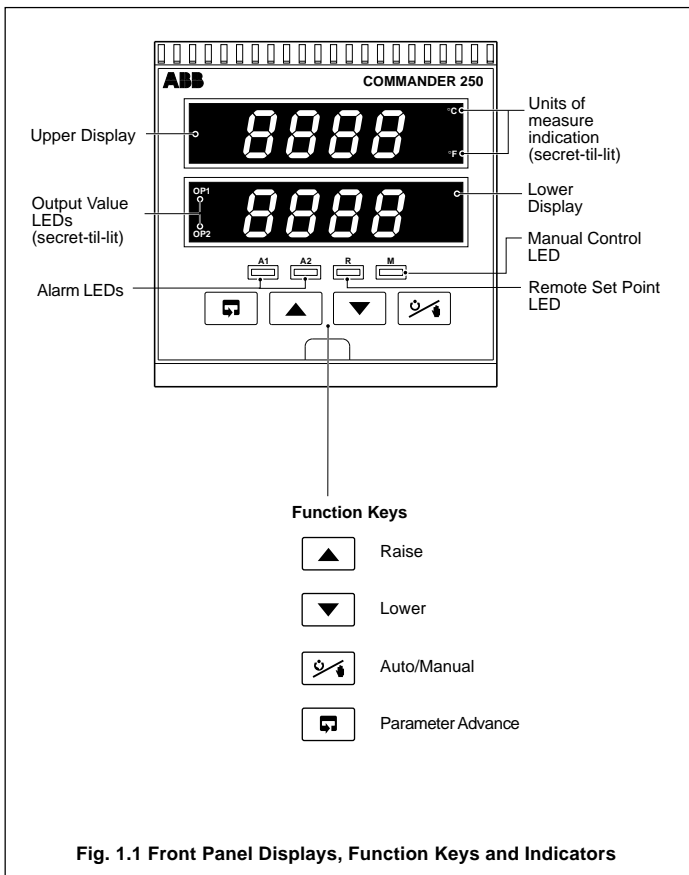 ABB COMMANDER 250
8888
°C
°F
Upper Display
Units of
measure
indication
(secret-til-lit)
OP1
OP2
8888
Output Value
LEDs
(secret-til-lit)
Lower
Display
Manual Control
LED
A1 A2 R M
Alarm LEDs
Remote Set Point
LED
Function Keys
Raise
Lower
Auto/Manual
Parameter Advance
Fig. 1.1 Front Panel Displays, Function Keys and Indicators